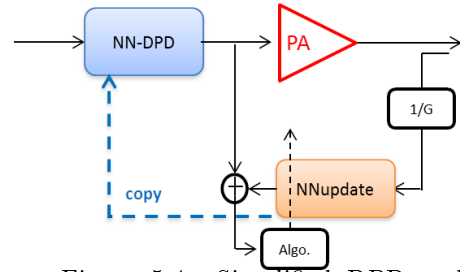 NN-DPD
PA
1/G
+
NNupdate
copy
Algo.